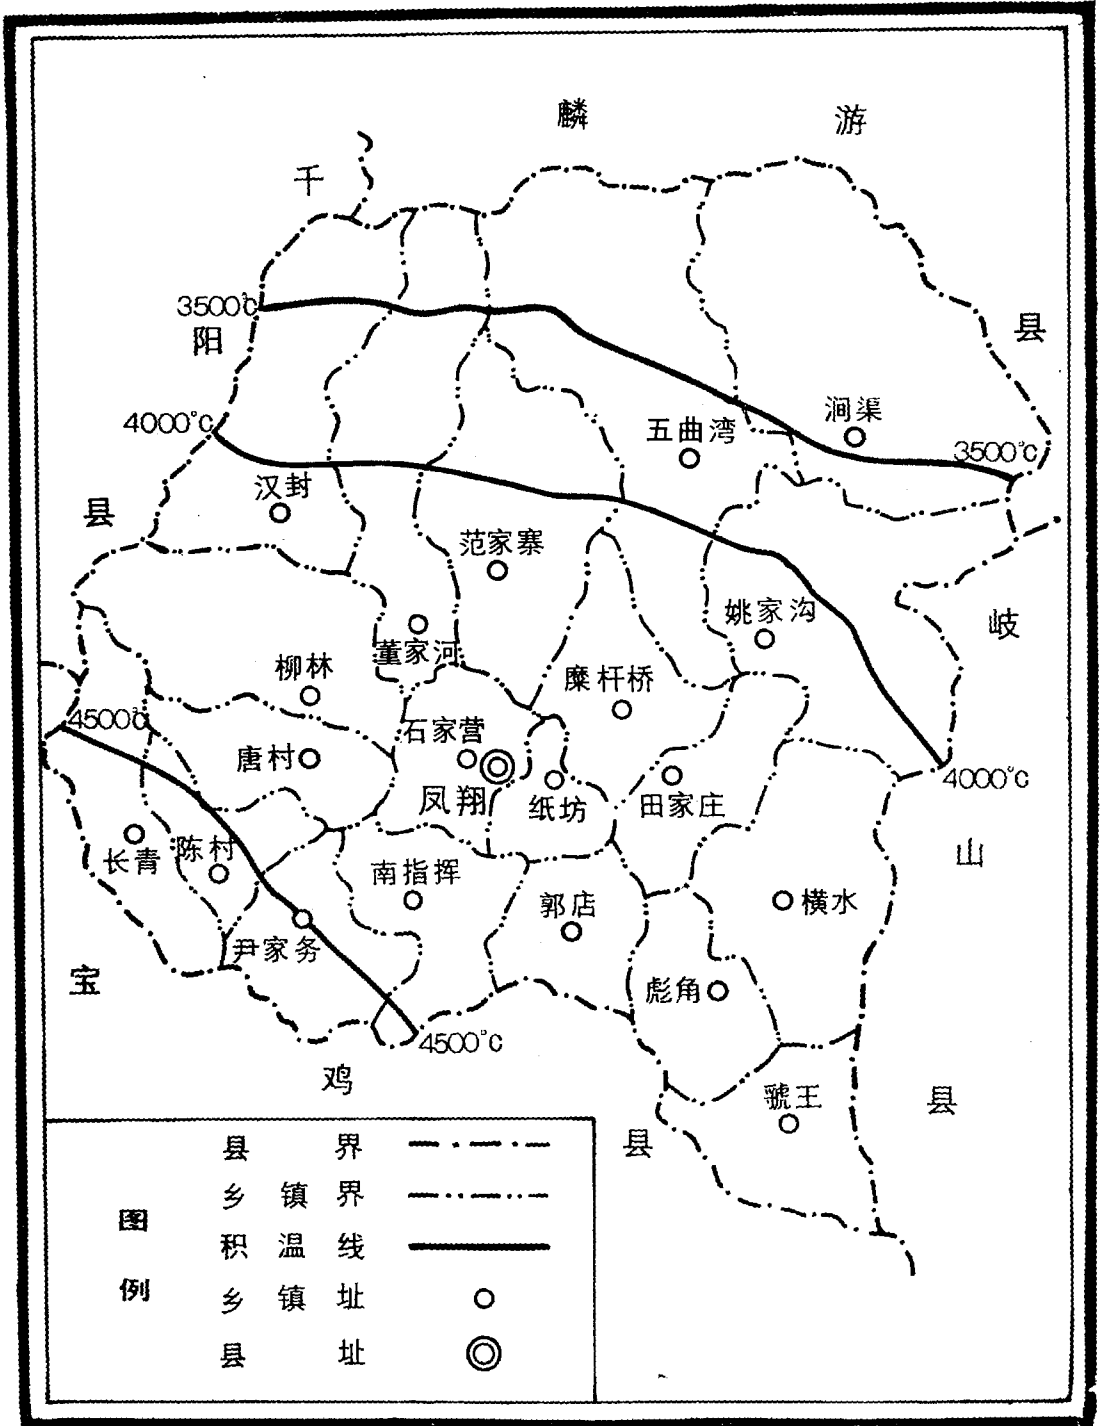 麟
游
千
3500℃
阳
县
4000℃
涧渠
五曲湾
3500℃
汉封
县
范家寨
姚家沟
岐
董家河
柳林
糜杆桥
4500℃
石家营
唐村
4000℃
凤翔
纸坊
田家庄
长青
陈村
山
南指挥
郭店
横水
尹家务
宝
彪角
4500℃
鸡
虢王
县
县
图例
县界
乡镇界
积温线
乡镇址
县址